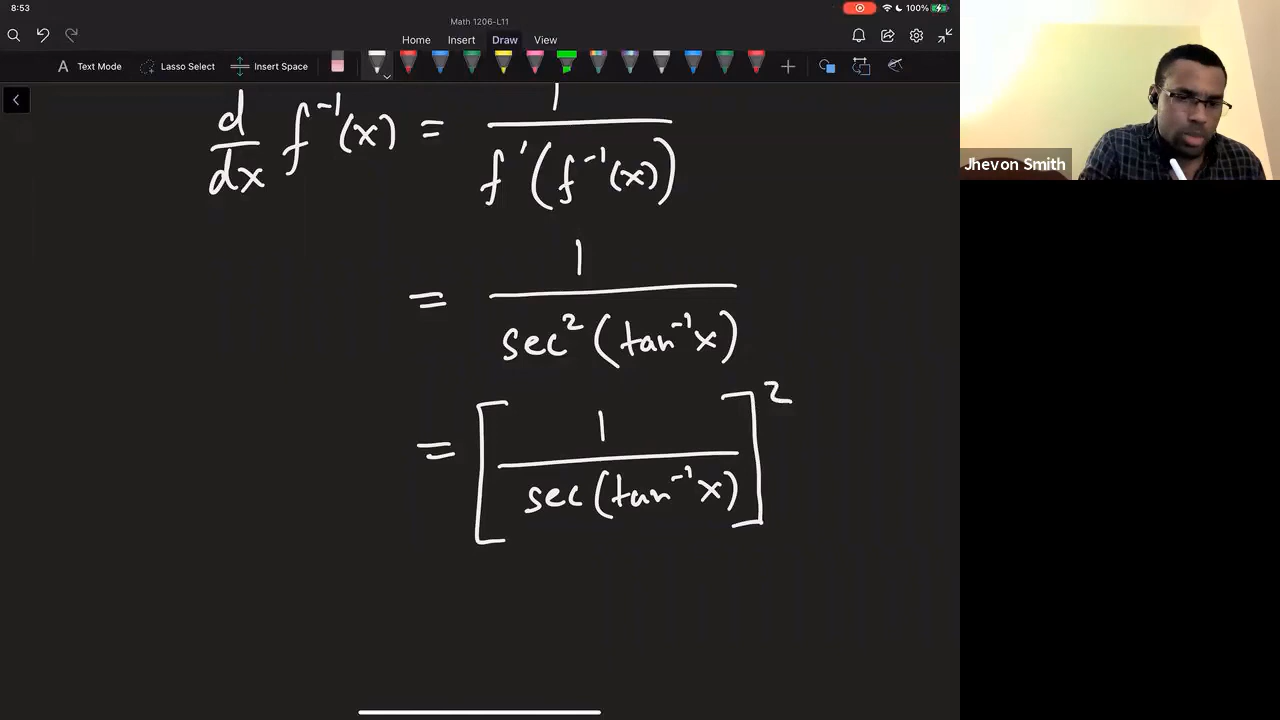 8:53
100%
Math 1206-L11
Home Insert Draw View
Text Mode Lasso Select Insert Space
d/dx f⁻¹(x) = 1/f′(f⁻¹(x))
= 1/sec²(tan⁻¹x)
= [1/sec(tan⁻¹x)]²
Jhevon Smith